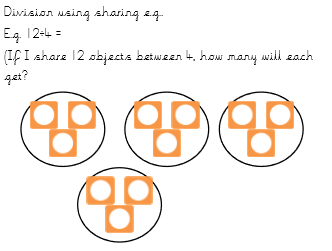 Division using sharing e.g..
E.g. 12÷4 =
(If I share 12 objects between 4, how many will each
get?